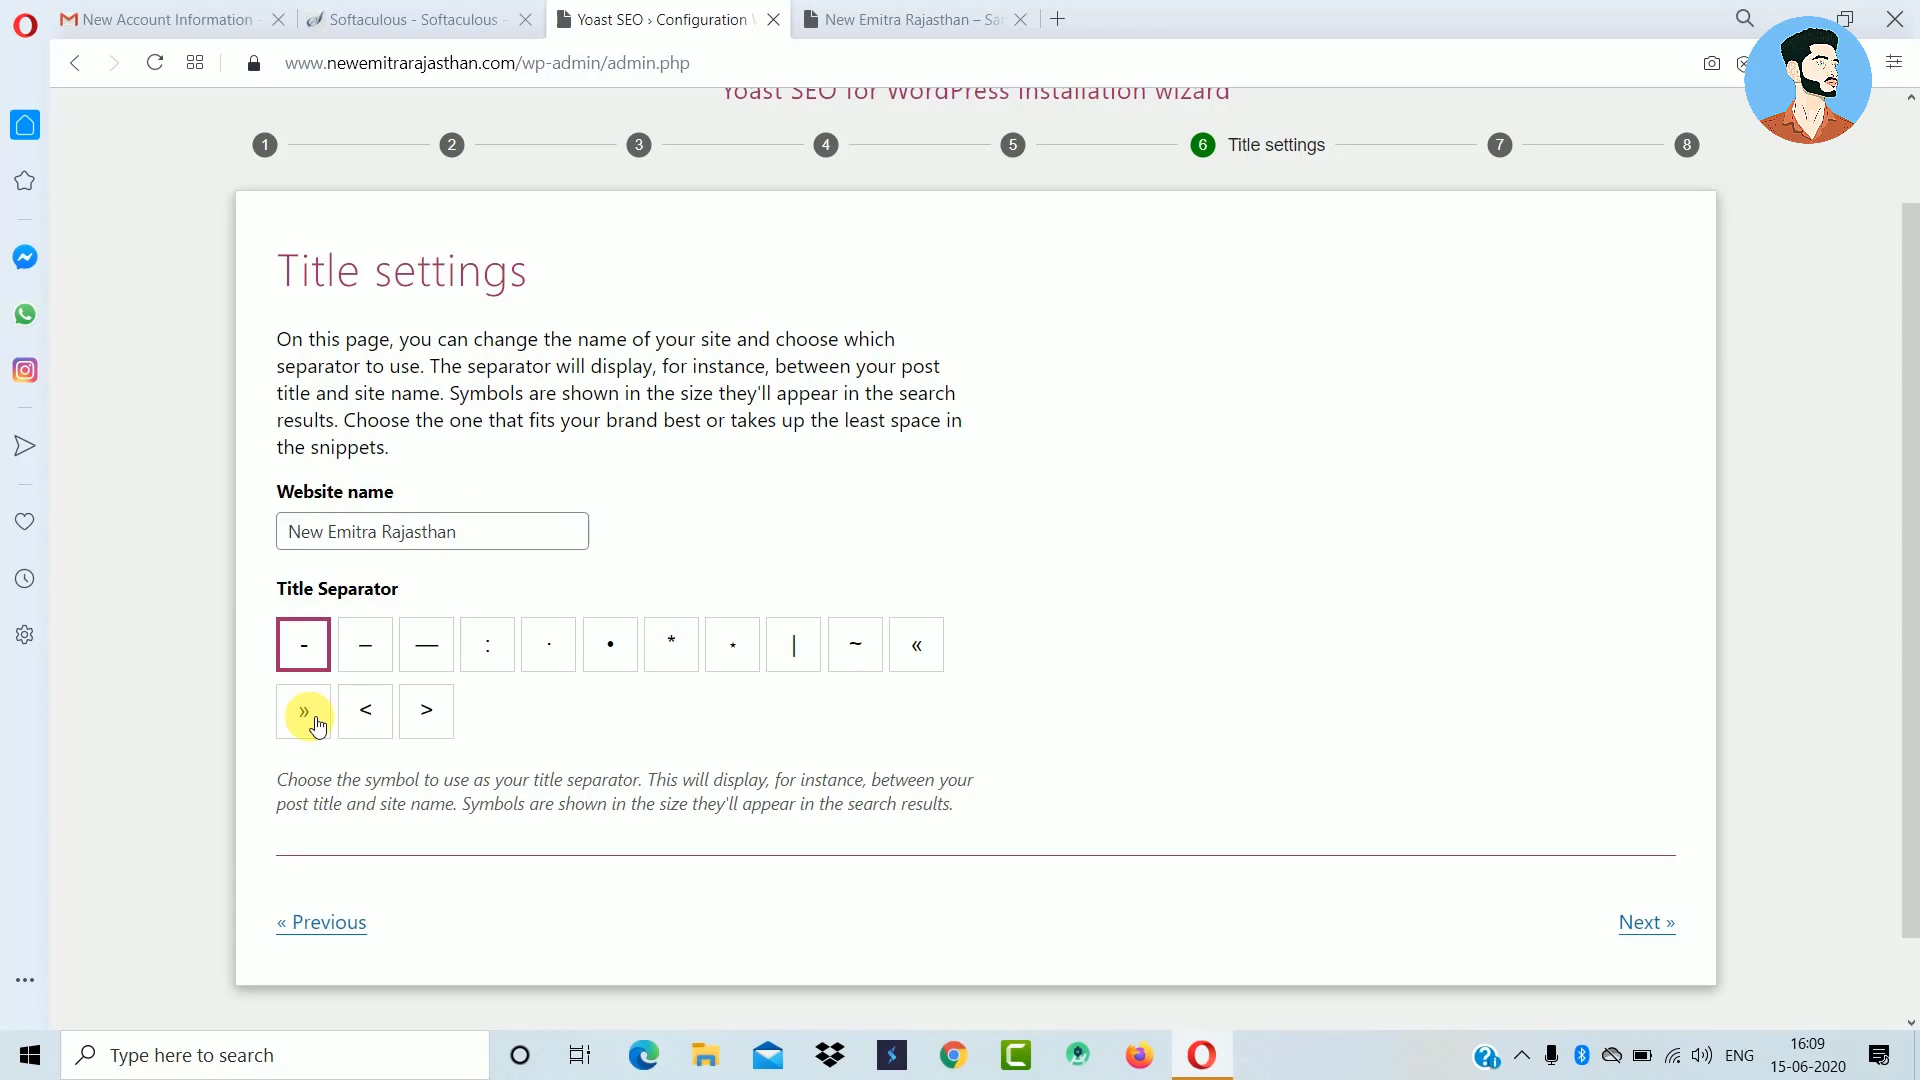 New Account Information
Softaculous - Softaculous -
Yoast SEO › Configuration
New Emitra Rajasthan – Sa
www.newemitrarajasthan.com/wp-admin/admin.php
Yoast SEO for WordPress installation wizard
1
2
3
4
5
6 Title settings
7
8
Title settings
On this page, you can change the name of your site and choose which
separator to use. The separator will display, for instance, between your post
title and site name. Symbols are shown in the size they'll appear in the search
results. Choose the one that fits your brand best or takes up the least space in
the snippets.
Website name
New Emitra Rajasthan
Title Separator
- – — : · • * ⋆ | ~ «
» < >
Choose the symbol to use as your title separator. This will display, for instance, between your
post title and site name. Symbols are shown in the size they'll appear in the search results.
« Previous
Next »
Type here to search
ENG
16:09
15-06-2020